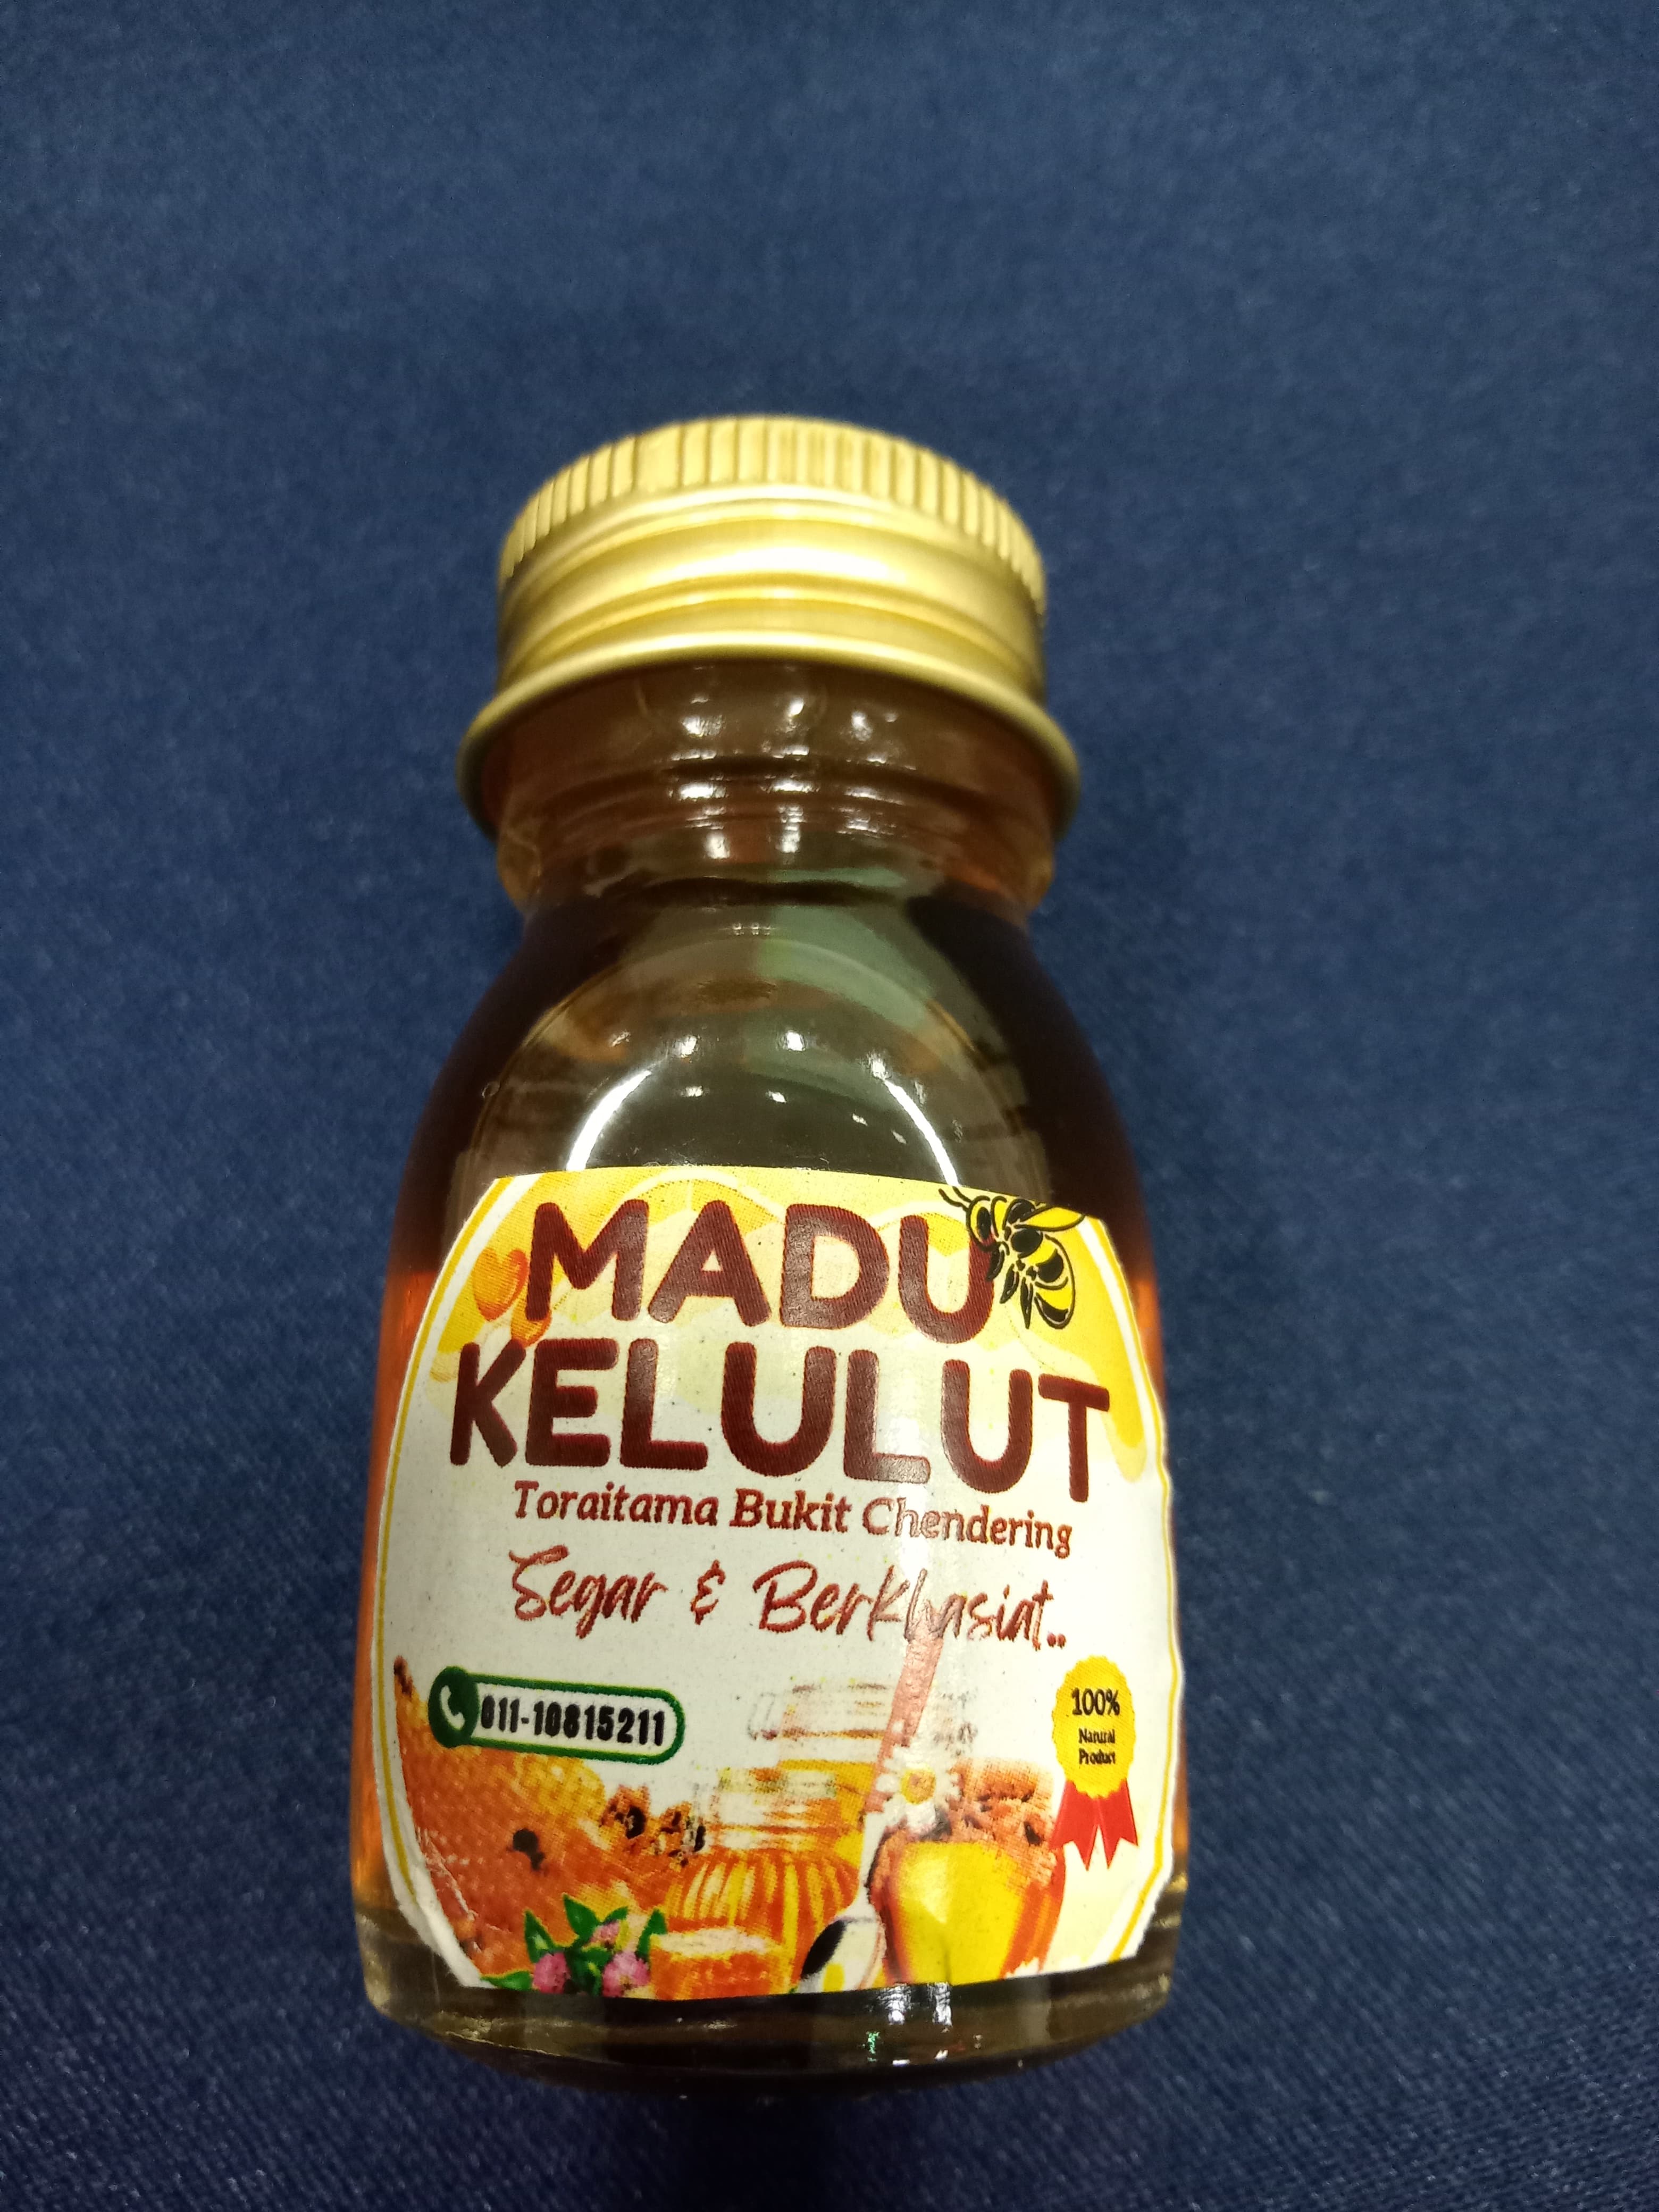 MADU
KELULUT
Toraitama Bukit Chendering
Segar & Berkhasiat..
011-10815211
100%
Natural
Product